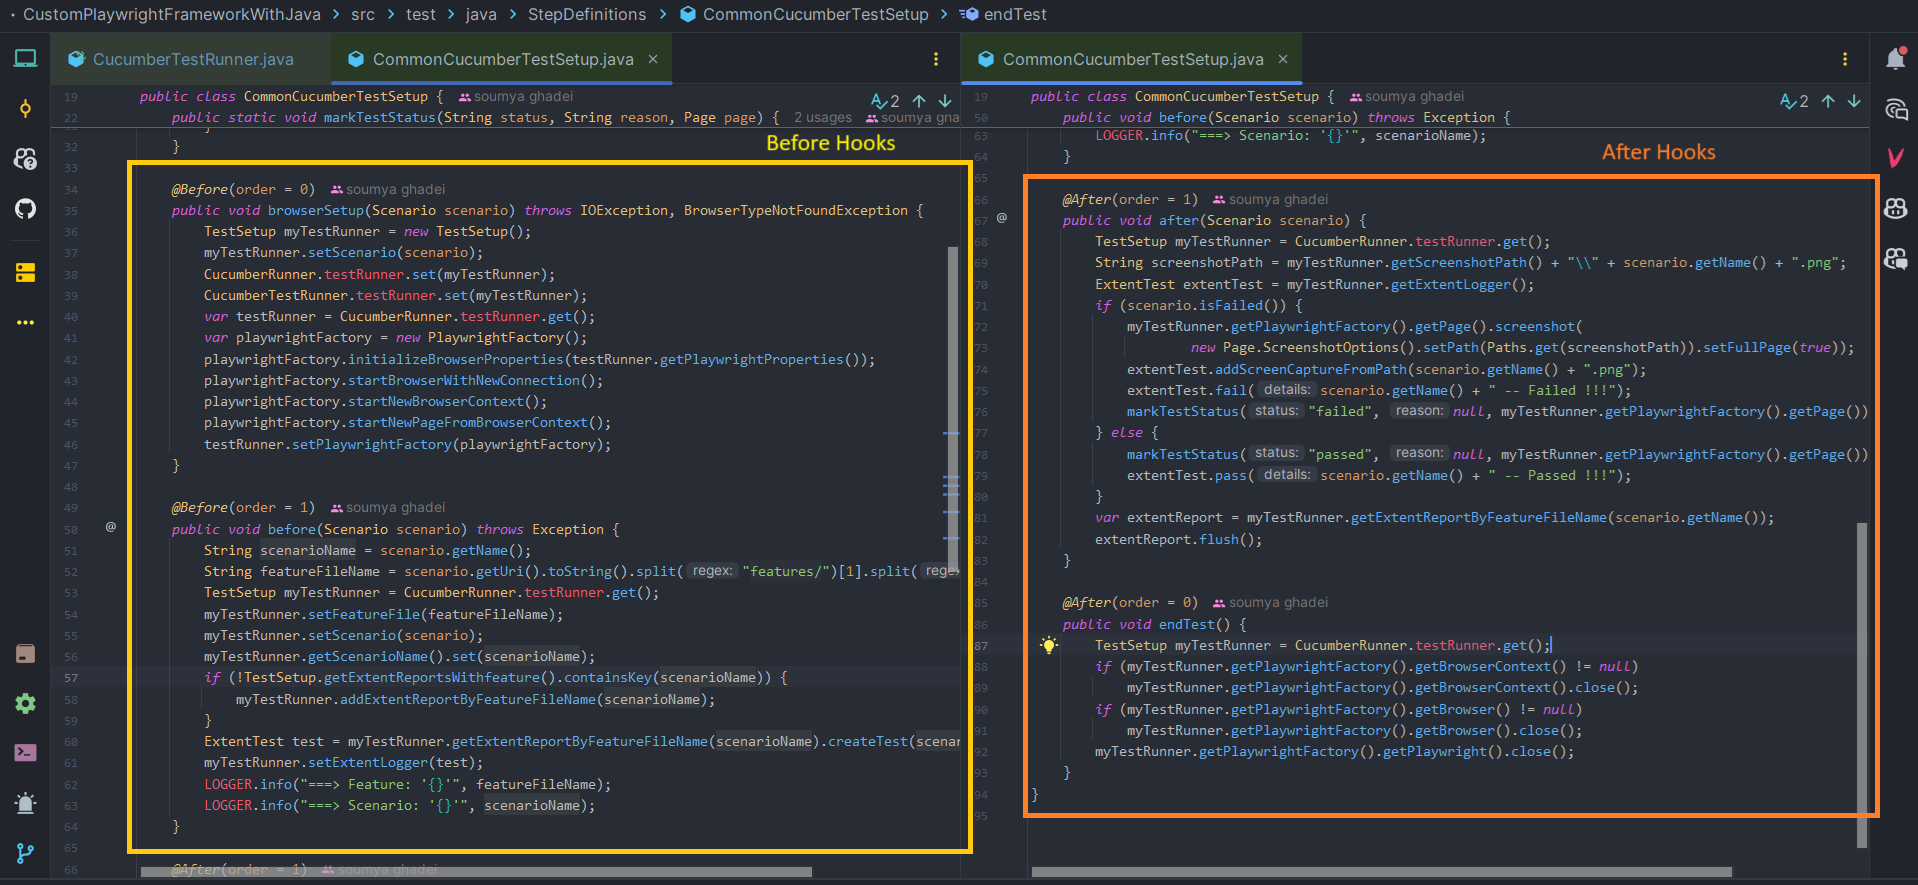 CustomPlaywrightFrameworkWithJava > src > test > java > StepDefinitions > CommonCucumberTestSetup > endTest
CucumberTestRunner.java
CommonCucumberTestSetup.java ×
19 public class CommonCucumberTestSetup { soumya ghadei
22 public static void markTestStatus(String status, String reason, Page page) { 2 usages soumya gha
2
Before Hooks
32 }
33
34 @Before(order = 0) soumya ghadei
35 public void browserSetup(Scenario scenario) throws IOException, BrowserTypeNotFoundException {
36 TestSetup myTestRunner = new TestSetup();
37 myTestRunner.setScenario(scenario);
38 CucumberRunner.testRunner.set(myTestRunner);
39 CucumberTestRunner.testRunner.set(myTestRunner);
40 var testRunner = CucumberRunner.testRunner.get();
41 var playwrightFactory = new PlaywrightFactory();
42 playwrightFactory.initializeBrowserProperties(testRunner.getPlaywrightProperties());
43 playwrightFactory.startBrowserWithNewConnection();
44 playwrightFactory.startNewBrowserContext();
45 playwrightFactory.startNewPageFromBrowserContext();
46 testRunner.setPlaywrightFactory(playwrightFactory);
47 }
48
49 @Before(order = 1) soumya ghadei
50 @ public void before(Scenario scenario) throws Exception {
51 String scenarioName = scenario.getName();
52 String featureFileName = scenario.getUri().toString().split( regex: "features/")[1].split( rege
53 TestSetup myTestRunner = CucumberRunner.testRunner.get();
54 myTestRunner.setFeatureFile(featureFileName);
55 myTestRunner.setScenario(scenario);
56 myTestRunner.getScenarioName().set(scenarioName);
57 if (!TestSetup.getExtentReportsWithfeature().containsKey(scenarioName)) {
58 myTestRunner.addExtentReportByFeatureFileName(scenarioName);
59 }
60 ExtentTest test = myTestRunner.getExtentReportByFeatureFileName(scenarioName).createTest(scenar
61 myTestRunner.setExtentLogger(test);
62 LOGGER.info("===> Feature: '{}'", featureFileName);
63 LOGGER.info("===> Scenario: '{}'", scenarioName);
64 }
65
66 @After(order = 1) soumya ghadei
CommonCucumberTestSetup.java ×
19 public class CommonCucumberTestSetup { soumya ghadei
50 public void before(Scenario scenario) throws Exception {
2
63 LOGGER.info("===> Scenario: '{}'", scenarioName);
After Hooks
64 }
65
66 @After(order = 1) soumya ghadei
67 @ public void after(Scenario scenario) {
68 TestSetup myTestRunner = CucumberRunner.testRunner.get();
69 String screenshotPath = myTestRunner.getScreenshotPath() + "\\" + scenario.getName() + ".png";
70 ExtentTest extentTest = myTestRunner.getExtentLogger();
71 if (scenario.isFailed()) {
72 myTestRunner.getPlaywrightFactory().getPage().screenshot(
73 new Page.ScreenshotOptions().setPath(Paths.get(screenshotPath)).setFullPage(true));
74 extentTest.addScreenCaptureFromPath(scenario.getName() + ".png");
75 extentTest.fail( details: scenario.getName() + " -- Failed !!!");
76 markTestStatus( status: "failed", reason: null, myTestRunner.getPlaywrightFactory().getPage())
77 } else {
78 markTestStatus( status: "passed", reason: null, myTestRunner.getPlaywrightFactory().getPage())
79 extentTest.pass( details: scenario.getName() + " -- Passed !!!");
80 }
81 var extentReport = myTestRunner.getExtentReportByFeatureFileName(scenario.getName());
82 extentReport.flush();
83 }
84
85 @After(order = 0) soumya ghadei
86 public void endTest() {
87 TestSetup myTestRunner = CucumberRunner.testRunner.get();
88 if (myTestRunner.getPlaywrightFactory().getBrowserContext() != null)
89 myTestRunner.getPlaywrightFactory().getBrowserContext().close();
90 if (myTestRunner.getPlaywrightFactory().getBrowser() != null)
91 myTestRunner.getPlaywrightFactory().getBrowser().close();
92 myTestRunner.getPlaywrightFactory().getPlaywright().close();
93 }
94 }
95